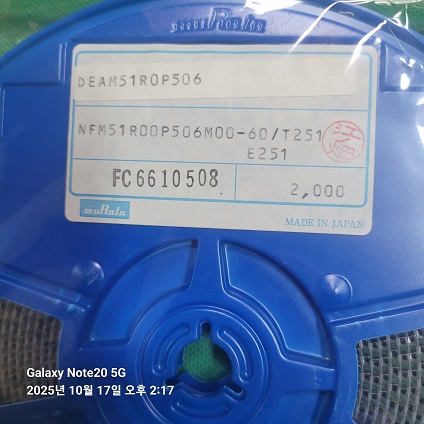 muRata
DEAM51R0P506
NFM51R00P506M00-60/T251
E251
FC6610508
2,000
muRata
MADE IN JAPAN
Galaxy Note20 5G
2025년 10월 17일 오후 2:17